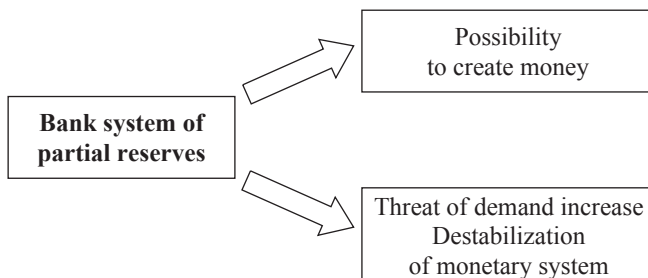 Possibility
to create money
Bank system of
partial reserves
Threat of demand increase
Destabilization
of monetary system